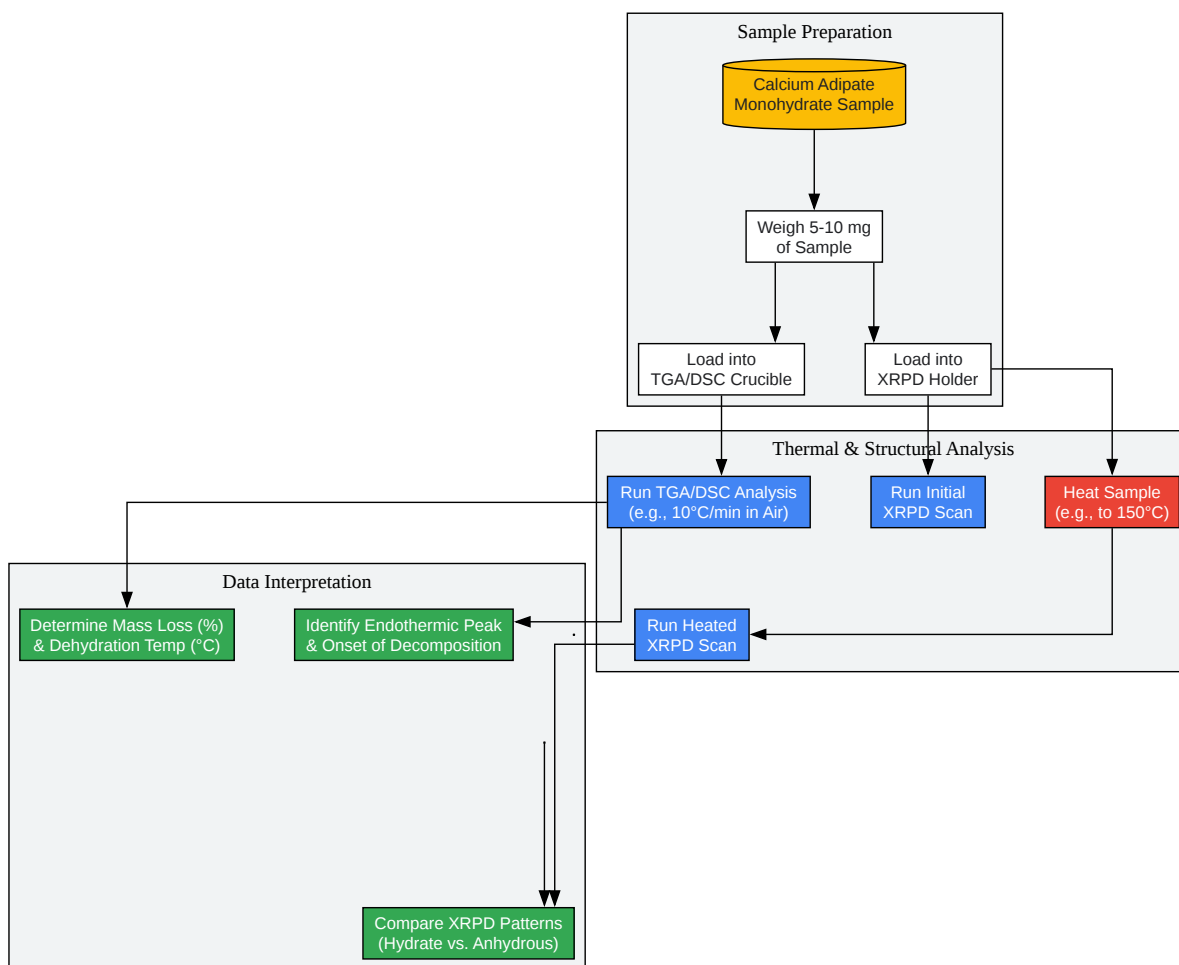 Sample Preparation
Calcium Adipate
Monohydrate Sample
Weigh 5-10 mg
of Sample
Load into
TGA/DSC Crucible
Load into
XRPD Holder
Thermal & Structural Analysis
Run TGA/DSC Analysis
(e.g., 10°C/min in Air)
Run Initial
XRPD Scan
Heat Sample
(e.g., to 150°C)
Data Interpretation
Determine Mass Loss (%)
& Dehydration Temp (°C)
Identify Endothermic Peak
& Onset of Decomposition
Run Heated
XRPD Scan
Compare XRPD Patterns
(Hydrate vs. Anhydrous)